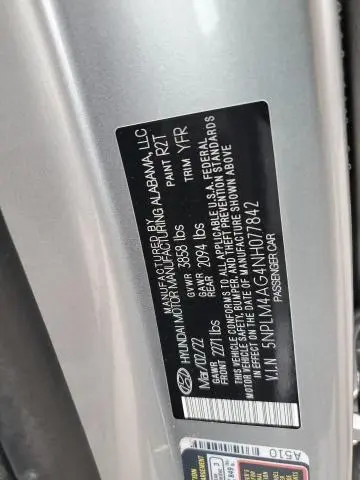 MANUFACTURED BY
HYUNDAI MOTOR MANUFACTURING ALABAMA, LLC
Mar/02/22 GVWR 3858 lbs PAINT R2T
GAWR FRONT 2271 lbs GAWR REAR 2094 lbs TRIM YFR
THIS VEHICLE CONFORMS TO ALL APPLICABLE U.S.A. FEDERAL
MOTOR VEHICLE SAFETY, BUMPER, AND THEFT PREVENTION STANDARDS
IN EFFECT ON THE DATE OF MANUFACTURE SHOWN ABOVE
V.I.N 5NPLM4AG4NH077842
PASSENGER CAR
A510